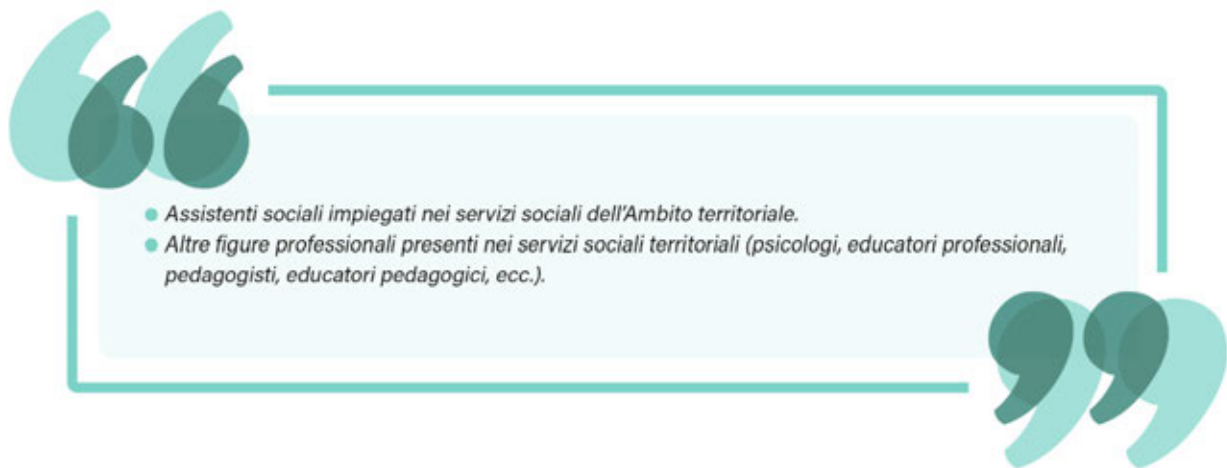 Assistenti sociali impiegati nei servizi sociali dell'Ambito territoriale.
Altre figure professionali presenti nei servizi sociali territoriali (psicologi, educatori professionali,
pedagogisti, educatori pedagogici, ecc.).